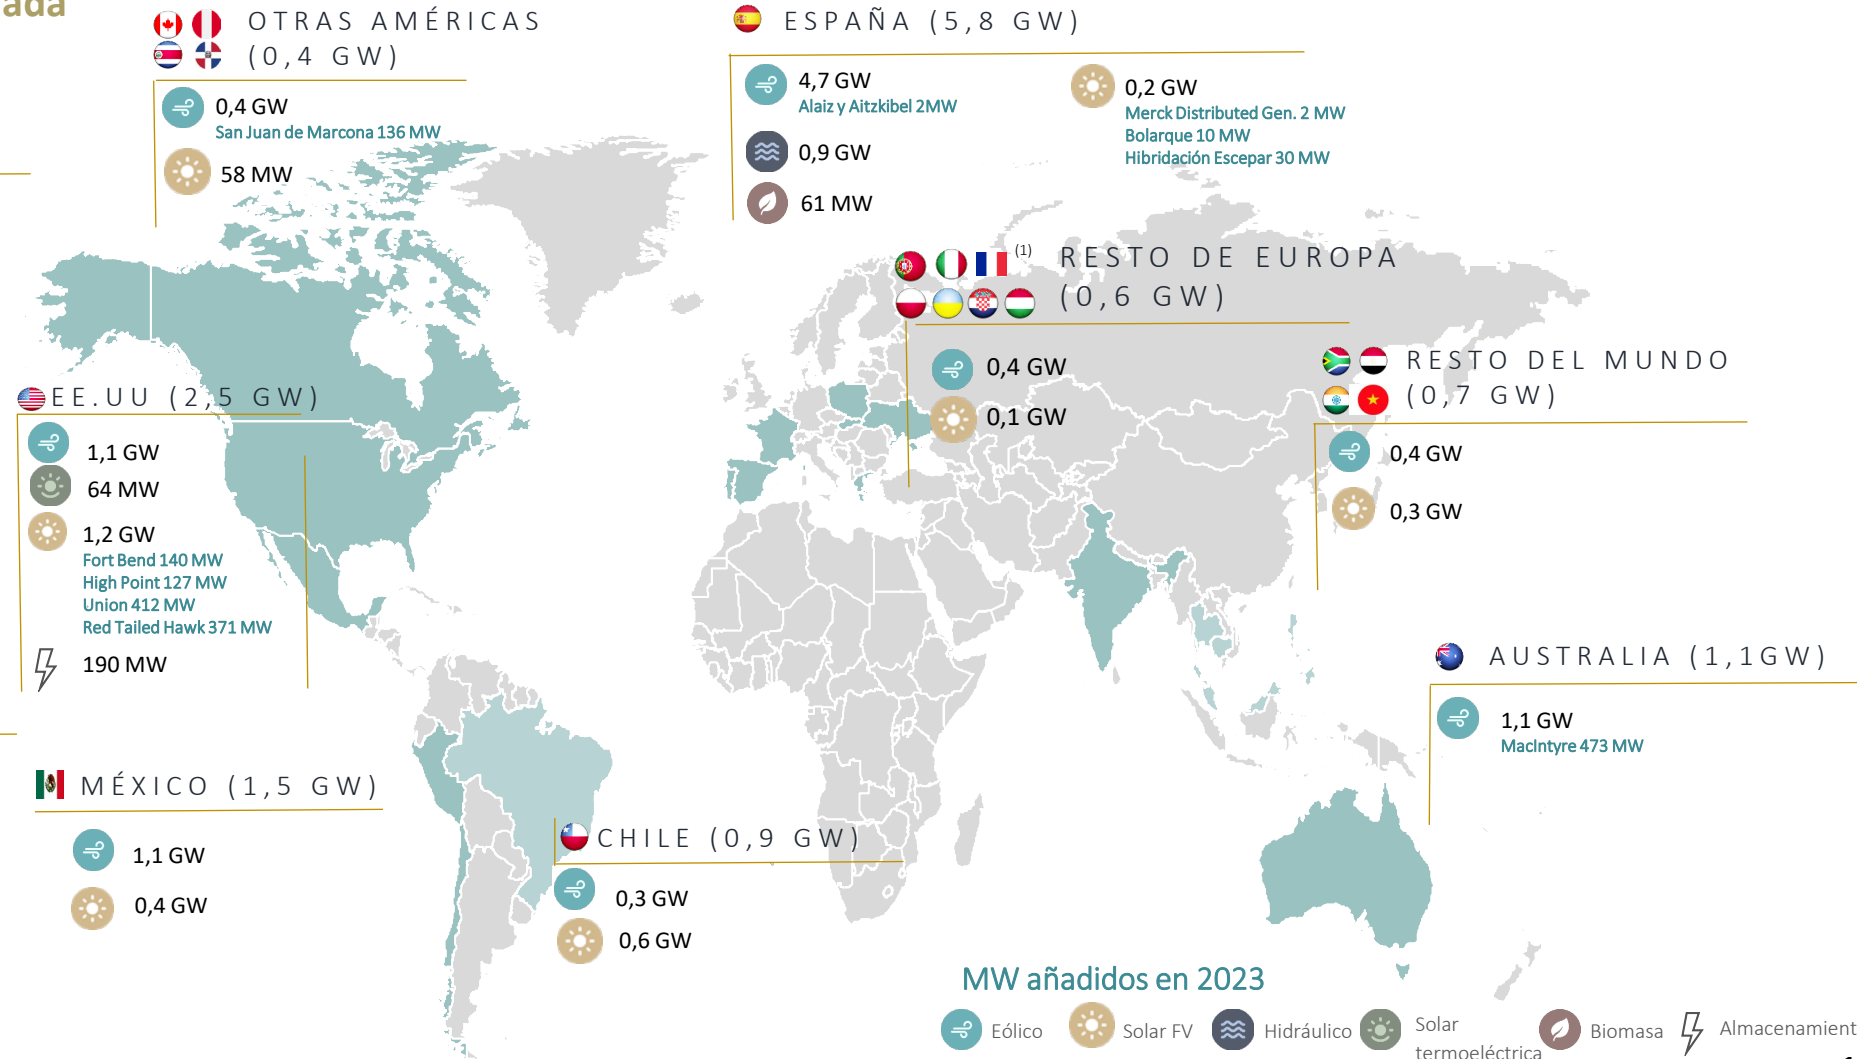 OTRAS AMÉRICAS
(0,4 GW)
0,4 GW
San Juan de Marcona 136 MW
58 MW
ESPAÑA (5,8 GW)
4,7 GW
Alaiz y Aitzkibel 2MW
0,9 GW
61 MW
0,2 GW
Merck Distributed Gen. 2 MW
Bolarque 10 MW
Hibridación Escepar 30 MW
(1) RESTO DE EUROPA
(0,6 GW)
0,4 GW
0,1 GW
RESTO DEL MUNDO
(0,7 GW)
0,4 GW
0,3 GW
EE.UU (2,5 GW)
1,1 GW
64 MW
1,2 GW
Fort Bend 140 MW
High Point 127 MW
Union 412 MW
Red Tailed Hawk 371 MW
190 MW
AUSTRALIA (1,1GW)
1,1 GW
MacIntyre 473 MW
MÉXICO (1,5 GW)
1,1 GW
0,4 GW
CHILE (0,9 GW)
0,3 GW
0,6 GW
MW añadidos en 2023
Eólico
Solar FV
Hidráulico
Solar
termoeléctrica
Biomasa
Almacenamient